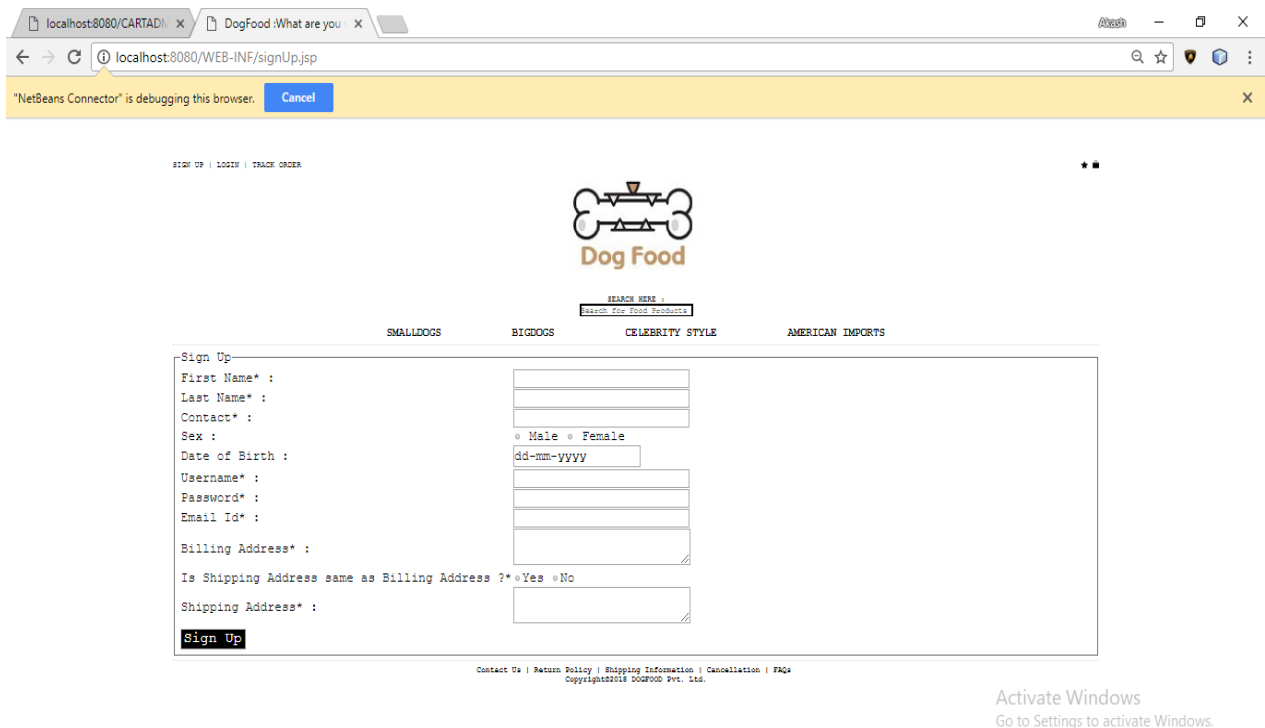 localhost:8080/CARTADM
DogFood :What are you
Akash
localhost:8080/WEB-INF/signUp.jsp
"NetBeans Connector" is debugging this browser. Cancel
SIGN UP | LOGIN | TRACK ORDER
Dog Food
SEARCH HERE :
Search for Food Products
SMALLDOGS BIGDOGS CELEBRITY STYLE AMERICAN IMPORTS
Sign Up
First Name* :
Last Name* :
Contact* :
Sex : Male Female
Date of Birth : dd-mm-yyyy
Username* :
Password* :
Email Id* :
Billing Address* :
Is Shipping Address same as Billing Address ?* Yes No
Shipping Address* :
Sign Up
Contact Us | Return Policy | Shipping Information | Cancellation | FAQs
Copyright©2018 DOGFOOD Pvt. Ltd.
Activate Windows
Go to Settings to activate Windows.